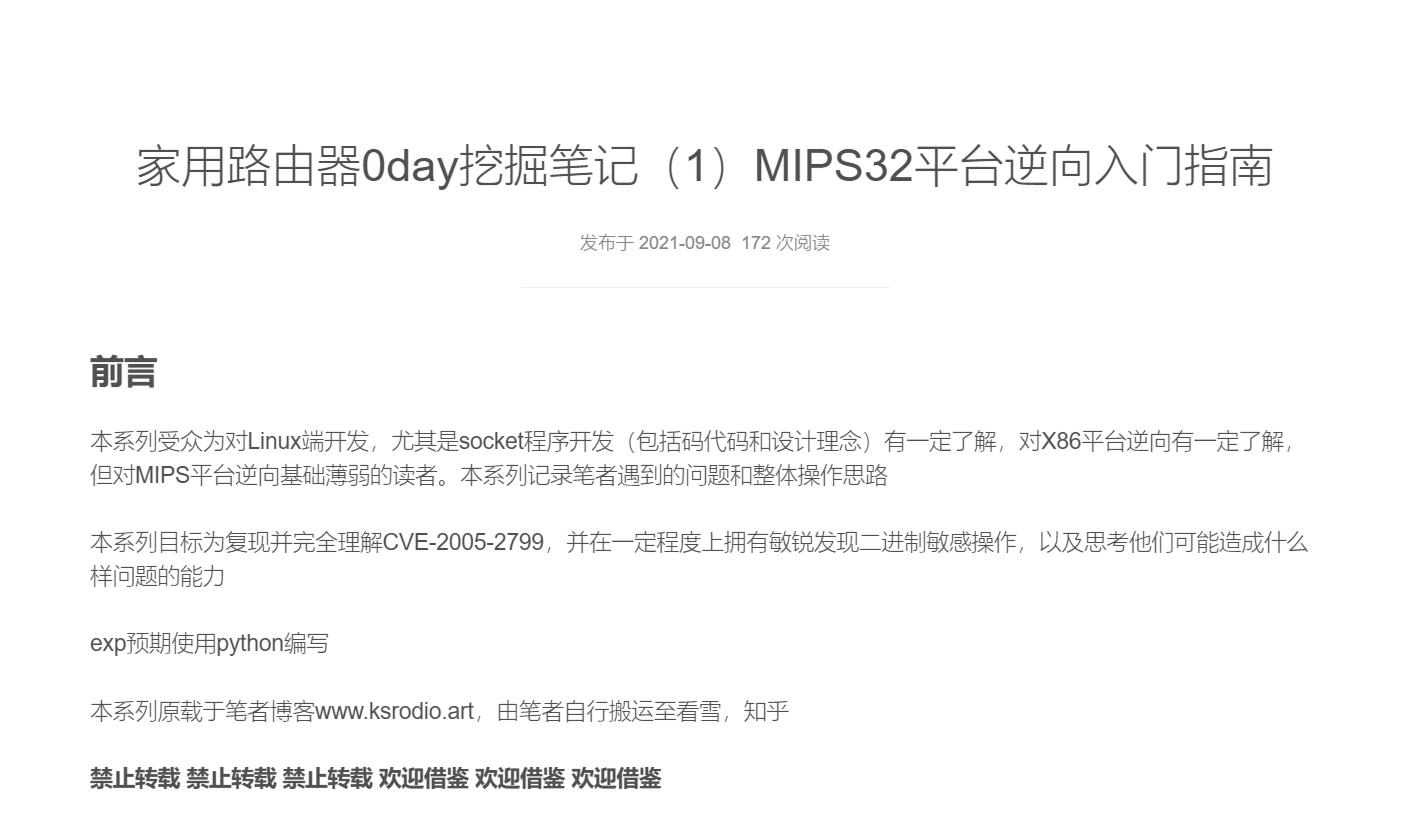 家用路由器0day挖掘笔记（1）MIPS32平台逆向入门指南
发布于 2021-09-08 172 次阅读
前言
本系列受众为对Linux端开发，尤其是socket程序开发（包括码代码和设计理念）有一定了解，对X86平台逆向有一定了解，
但对MIPS平台逆向基础薄弱的读者。本系列记录笔者遇到的问题和整体操作思路
本系列目标为复现并完全理解CVE-2005-2799，并在一定程度上拥有敏锐发现二进制敏感操作，以及思考他们可能造成什么
样问题的能力
exp预期使用python编写
本系列原载于笔者博客www.ksrodio.art，由笔者自行搬运至看雪，知乎
禁止转载 禁止转载 禁止转载 欢迎借鉴 欢迎借鉴 欢迎借鉴